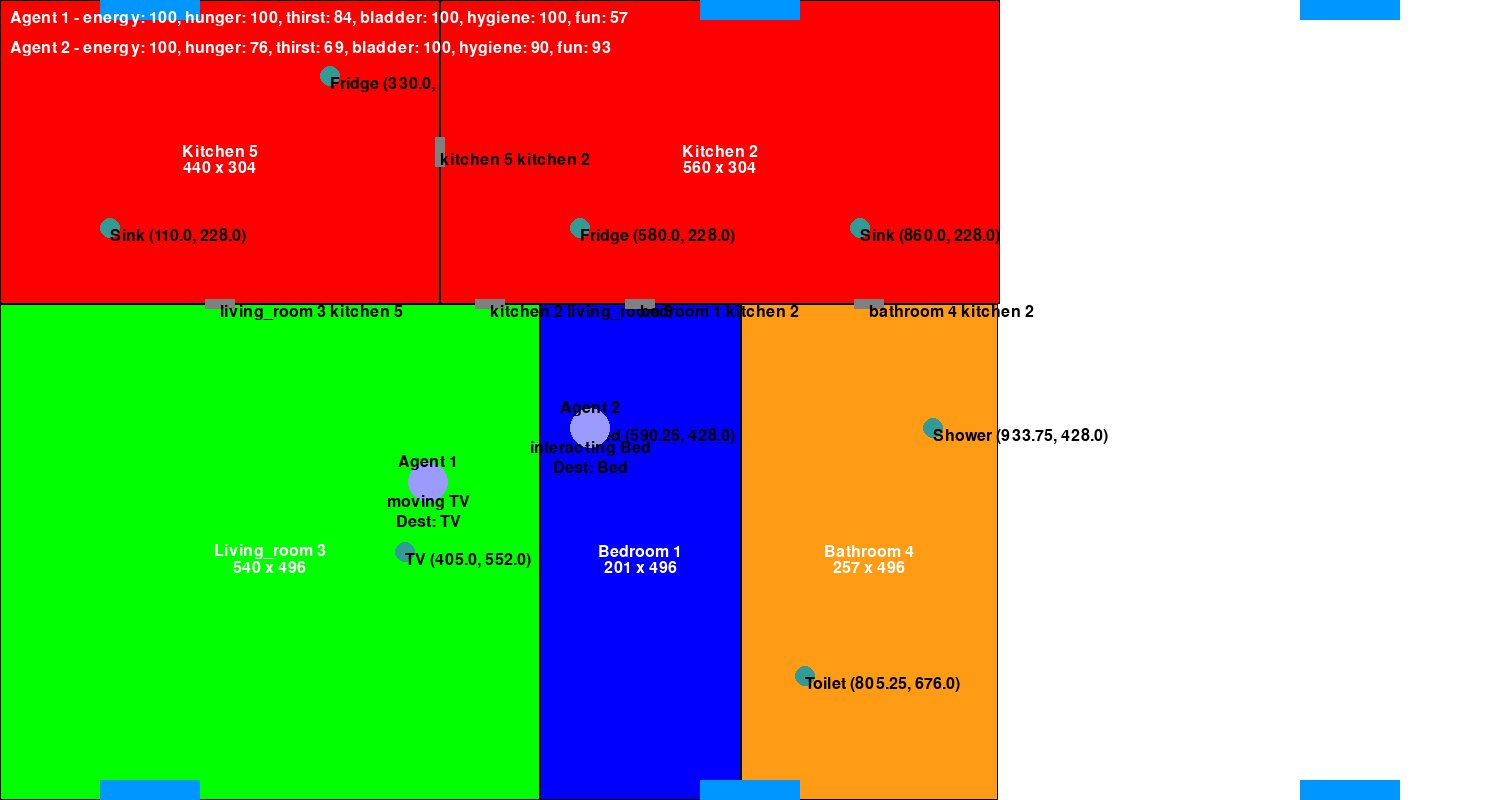 Agent 1 - energy: 100, hunger: 100, thirst: 84, bladder: 100, hygiene: 100, fun: 57
Agent 2 - energy: 100, hunger: 76, thirst: 69, bladder: 100, hygiene: 90, fun: 93
Fridge (330.0,
Kitchen 5
440 x 304
kitchen 5 kitchen 2
Kitchen 2
560 x 304
Sink (110.0, 228.0)
Fridge (580.0, 228.0)
Sink (860.0, 228.0)
living_room 3 kitchen 5
kitchen 2 living_room 3
bedroom 1 kitchen 2
bathroom 4 kitchen 2
Agent 2
d (590.25, 428.0)
interacting Bed
Dest: Bed
Shower (933.75, 428.0)
Agent 1
moving TV
Dest: TV
TV (405.0, 552.0)
Living_room 3
540 x 496
Bedroom 1
201 x 496
Bathroom 4
257 x 496
Toilet (805.25, 676.0)